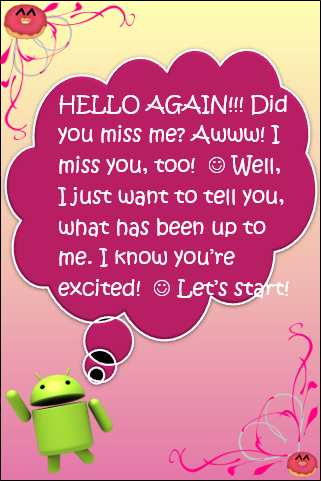 HELLO AGAIN!!! Did
you miss me? Awww! I
miss you, too! ☺ Well,
I just want to tell you,
what has been up to
me. I know you're
excited! ☺ Let's start!